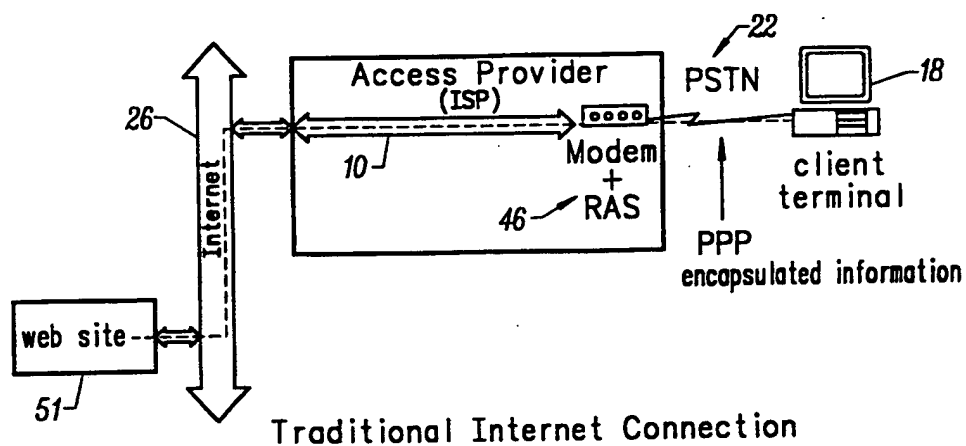 22
Access Provider
(ISP)
PSTN
18
26
10
Modem
+
RAS
46
client
terminal
Internet
PPP
encapsulated information
web site
51
Traditional Internet Connection